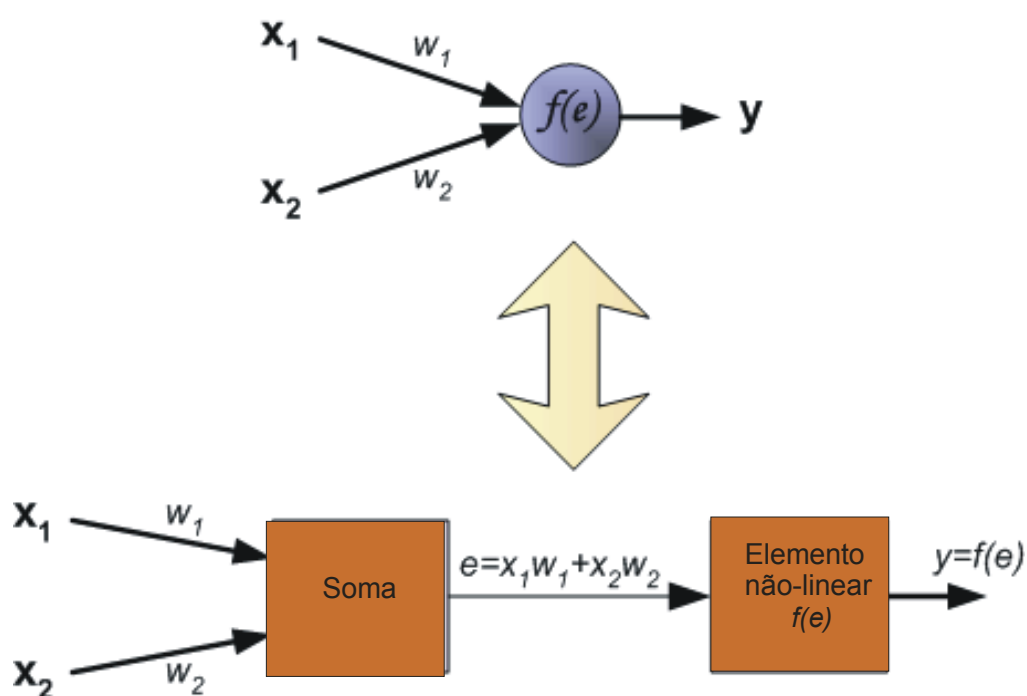 x₁
w₁
f(e)
y
w₂
x₂
x₁
w₁
Soma
e=x₁w₁+x₂w₂
Elemento
não-linear
f(e)
y=f(e)
w₂
x₂